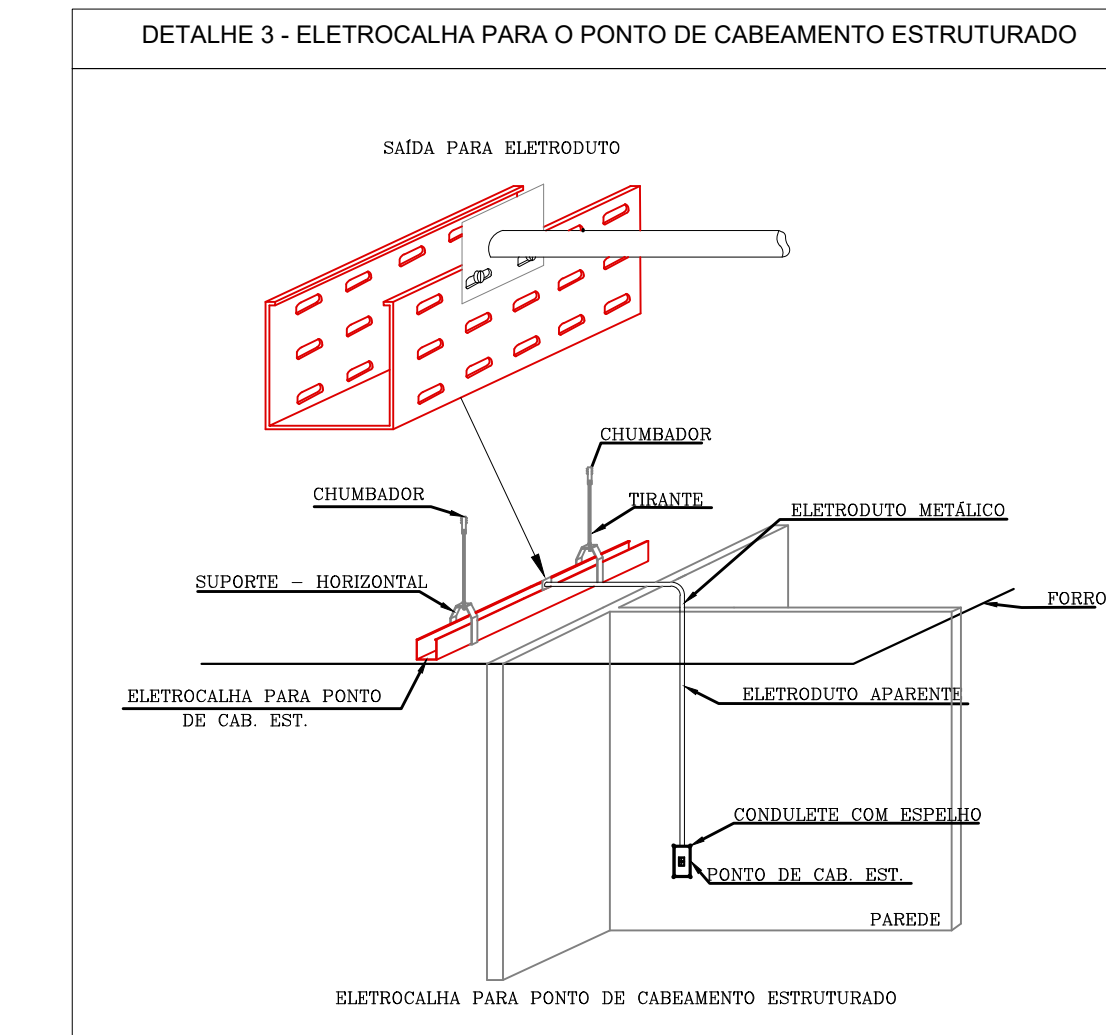 DETALHE 3 - ELETROCALHA PARA O PONTO DE CABEAMENTO ESTRUTURADO
SAÍDA PARA ELETRODUTO
CHUMBADOR
CHUMBADOR
TIRANTE
ELETRODUTO METÁLICO
SUPORTE – HORIZONTAL
FORRO
ELETROCALHA PARA PONTO
DE CAB. EST.
ELETRODUTO APARENTE
CONDULETE COM ESPELHO
PONTO DE CAB. EST.
PAREDE
ELETROCALHA PARA PONTO DE CABEAMENTO ESTRUTURADO